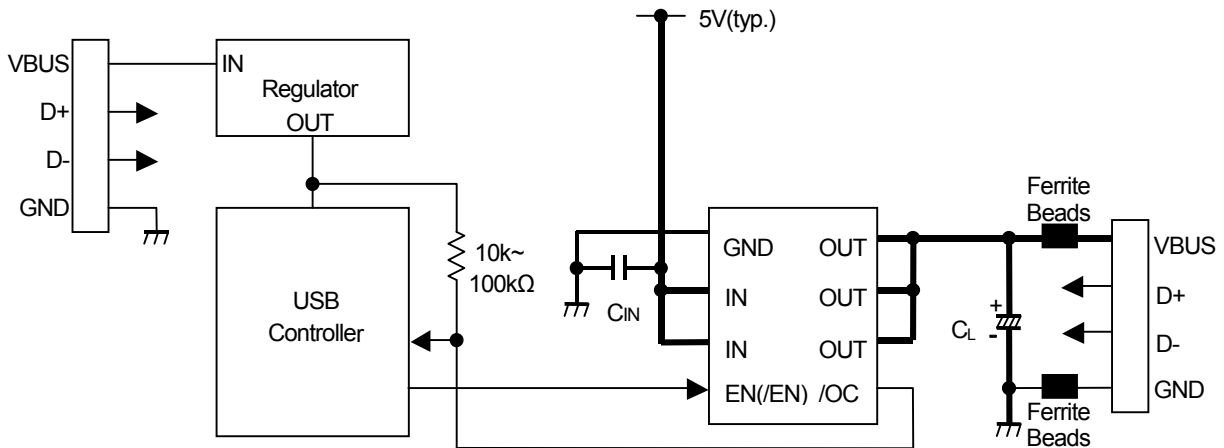 5V(typ.)
VBUS
D+
D-
GND
IN
Regulator
OUT
10k~
100kΩ
USB
Controller
CIN
GND OUT
IN OUT
IN OUT
EN(/EN) /OC
+
CL
-
Ferrite
Beads
VBUS
D+
D-
GND
Ferrite
Beads